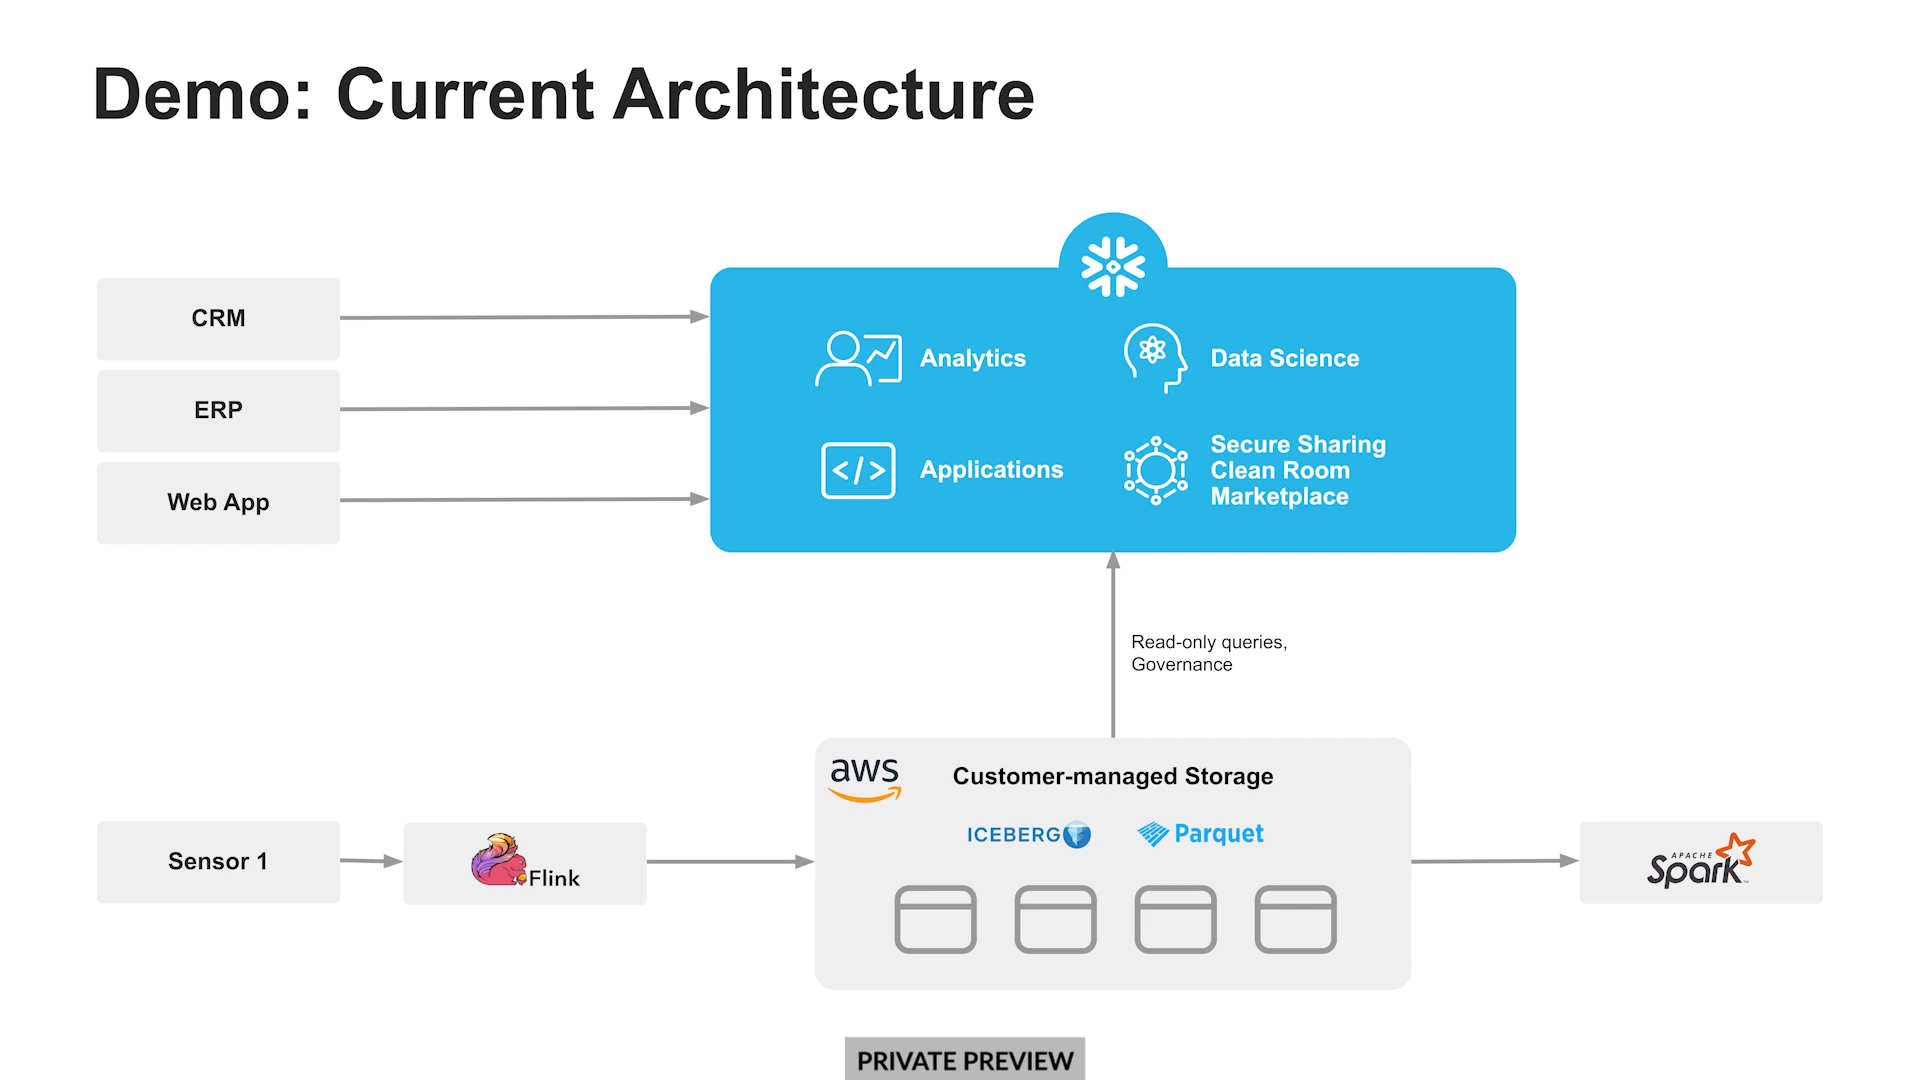 Demo: Current Architecture
CRM
ERP
Web App
Analytics
Data Science
Applications
</>
Secure Sharing
Clean Room
Marketplace
Read-only queries,
Governance
aws
Customer-managed Storage
ICEBERG
Parquet
Sensor 1
Flink
APACHE
Spark
PRIVATE PREVIEW